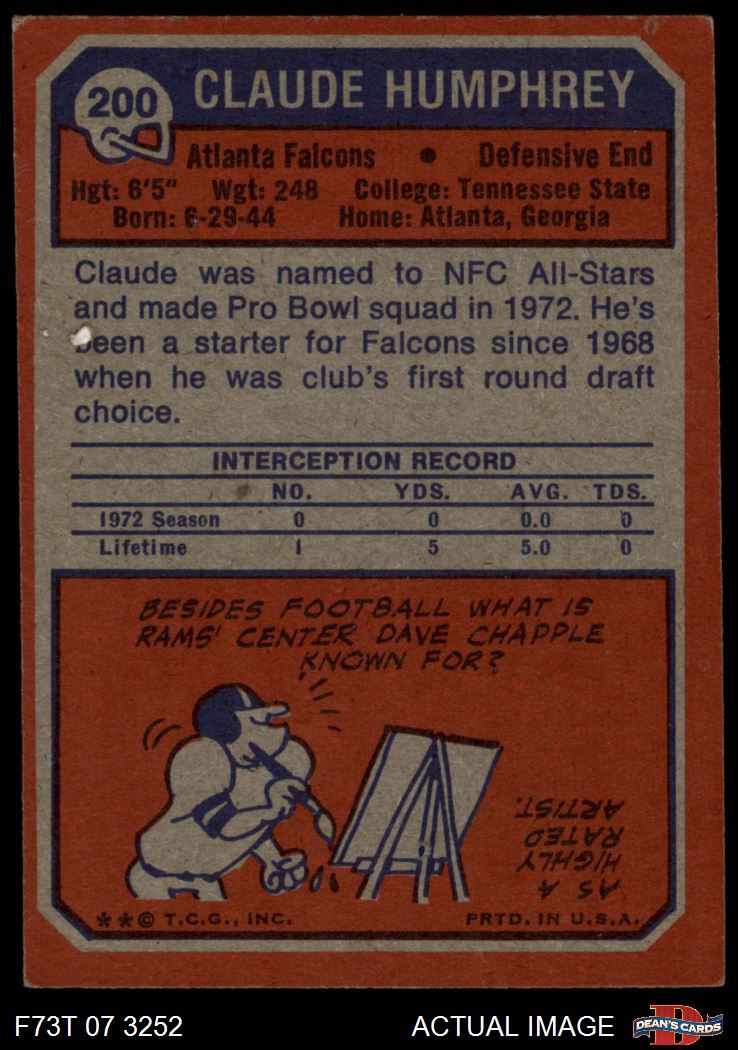 200
CLAUDE HUMPHREY
Atlanta Falcons • Defensive End
Hgt: 6'5" Wgt: 248 College: Tennessee State
Born: 6-29-44 Home: Atlanta, Georgia
Claude was named to NFC All-Stars
and made Pro Bowl squad in 1972. He's
been a starter for Falcons since 1968
when he was club's first round draft
choice.
INTERCEPTION RECORD
NO. YDS. AVG. TDS.
1972 Season 0 0 0.0 0
Lifetime 1 5 5.0 0
BESIDES FOOTBALL WHAT IS
RAMS' CENTER DAVE CHAPPLE
KNOWN FOR?
AS A
HIGHLY
RATED
ARTIST.
**© T.C.G., INC. PRTD. IN U.S.A.
F73T 07 3252 ACTUAL IMAGE
D
DEAN'S CARDS